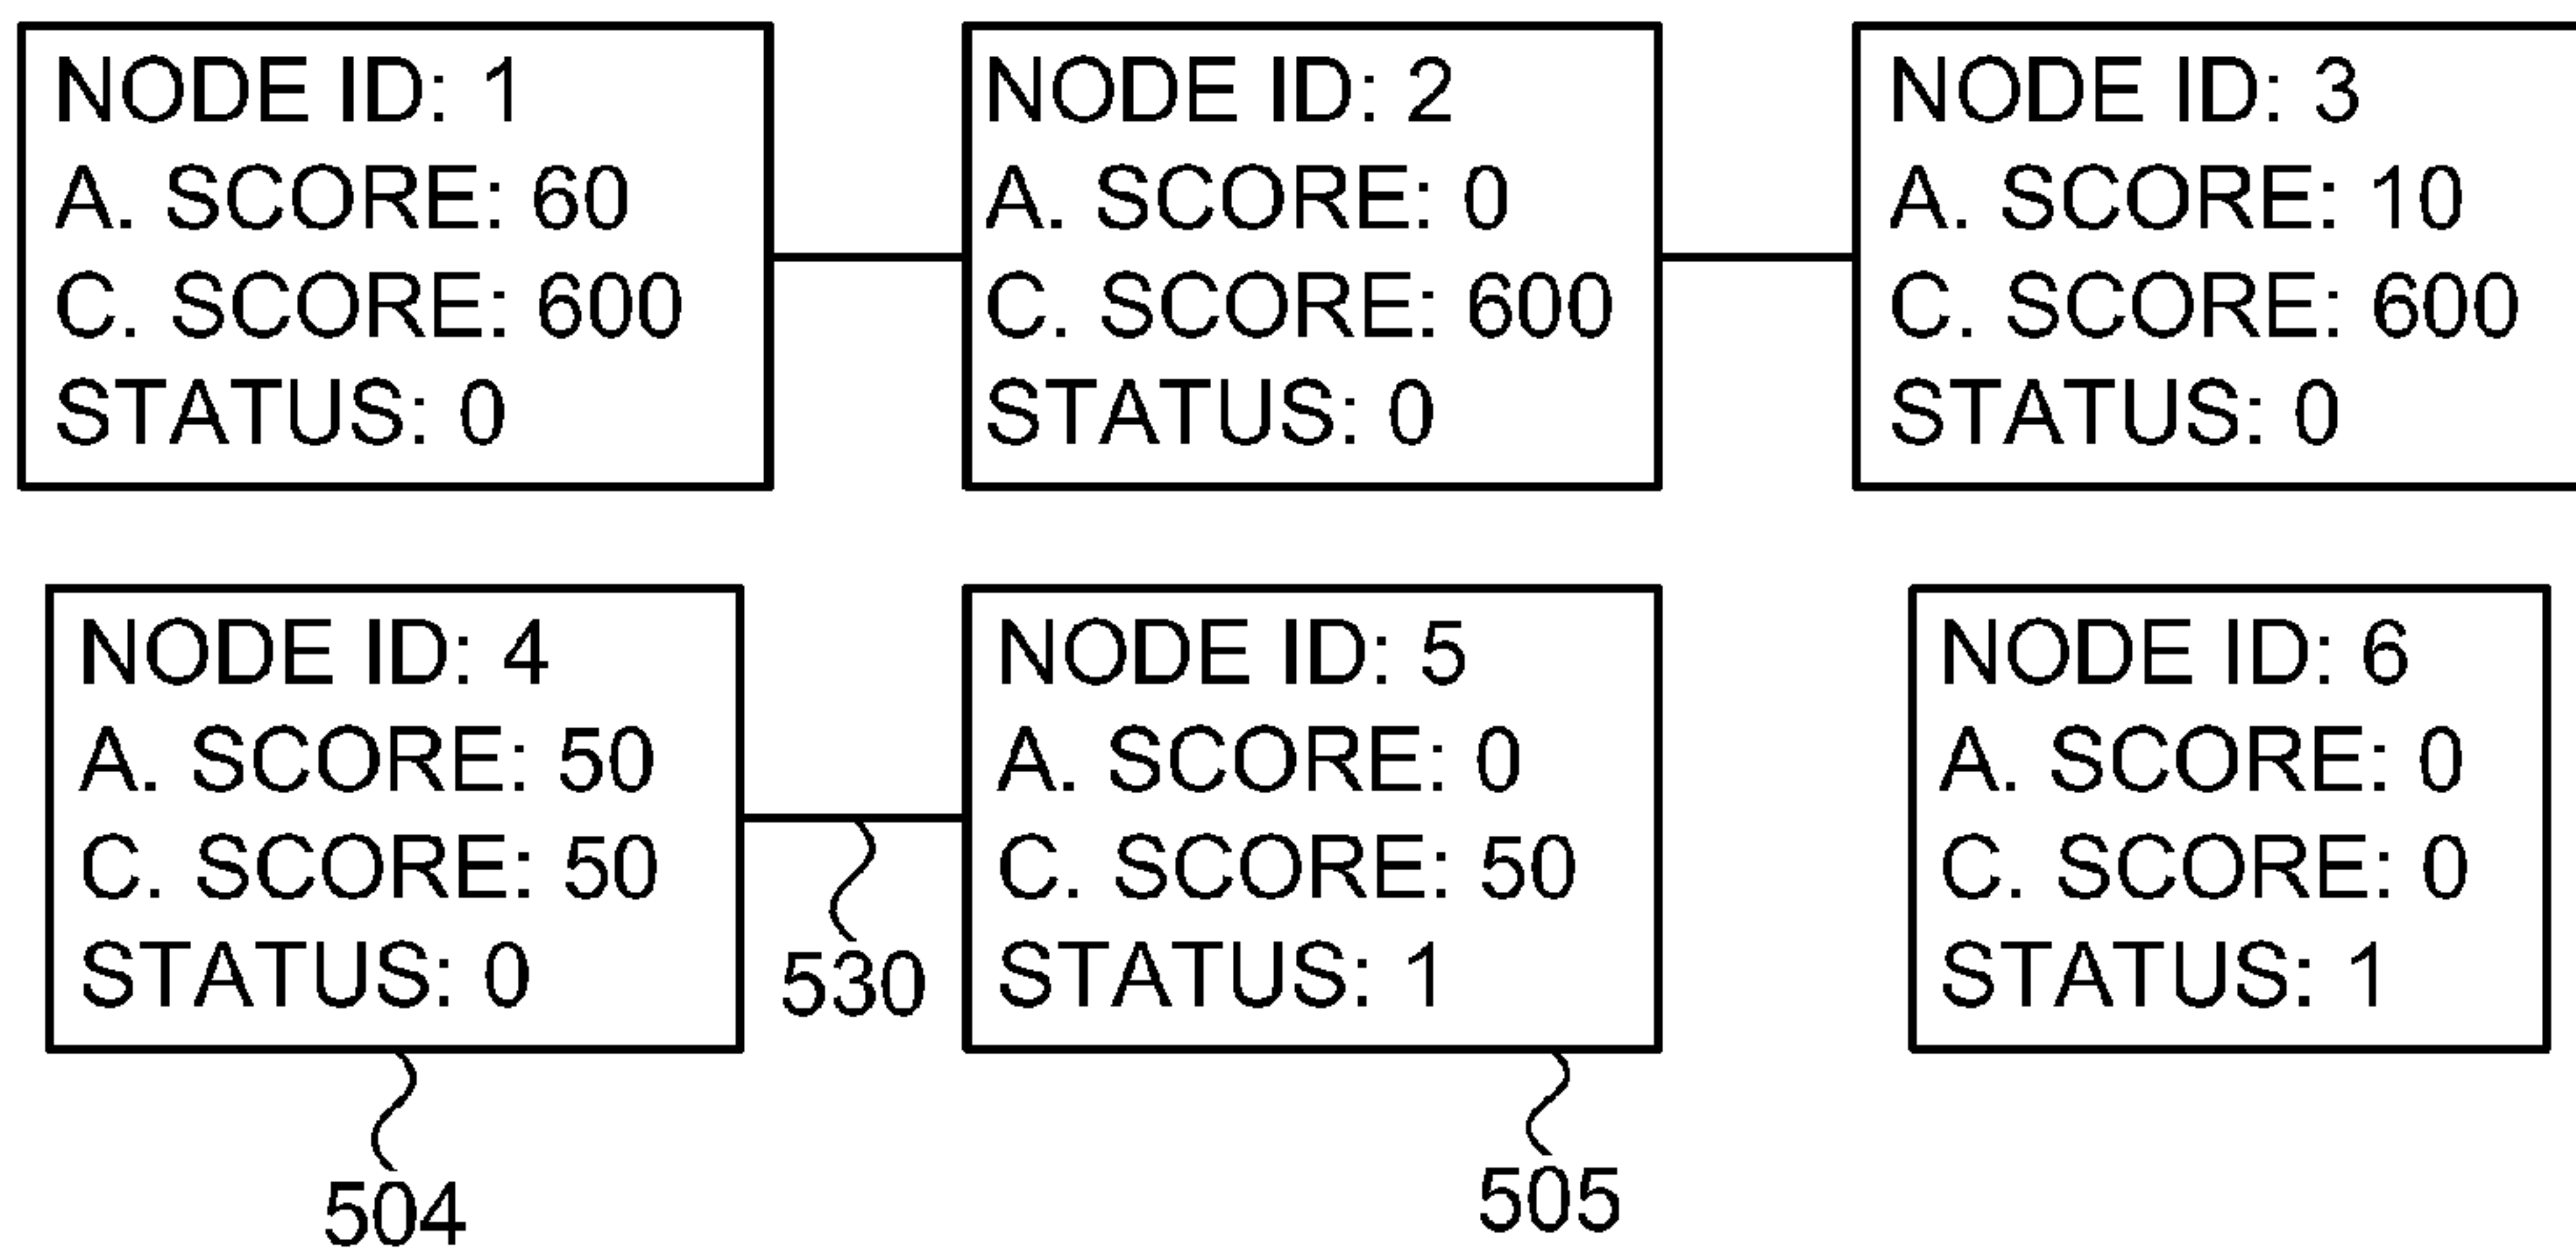 NODE ID: 1
A. SCORE: 60
C. SCORE: 600
STATUS: 0
NODE ID: 2
A. SCORE: 0
C. SCORE: 600
STATUS: 0
NODE ID: 3
A. SCORE: 10
C. SCORE: 600
STATUS: 0
NODE ID: 4
A. SCORE: 50
C. SCORE: 50
STATUS: 0
530
NODE ID: 5
A. SCORE: 0
C. SCORE: 50
STATUS: 1
NODE ID: 6
A. SCORE: 0
C. SCORE: 0
STATUS: 1
504
505